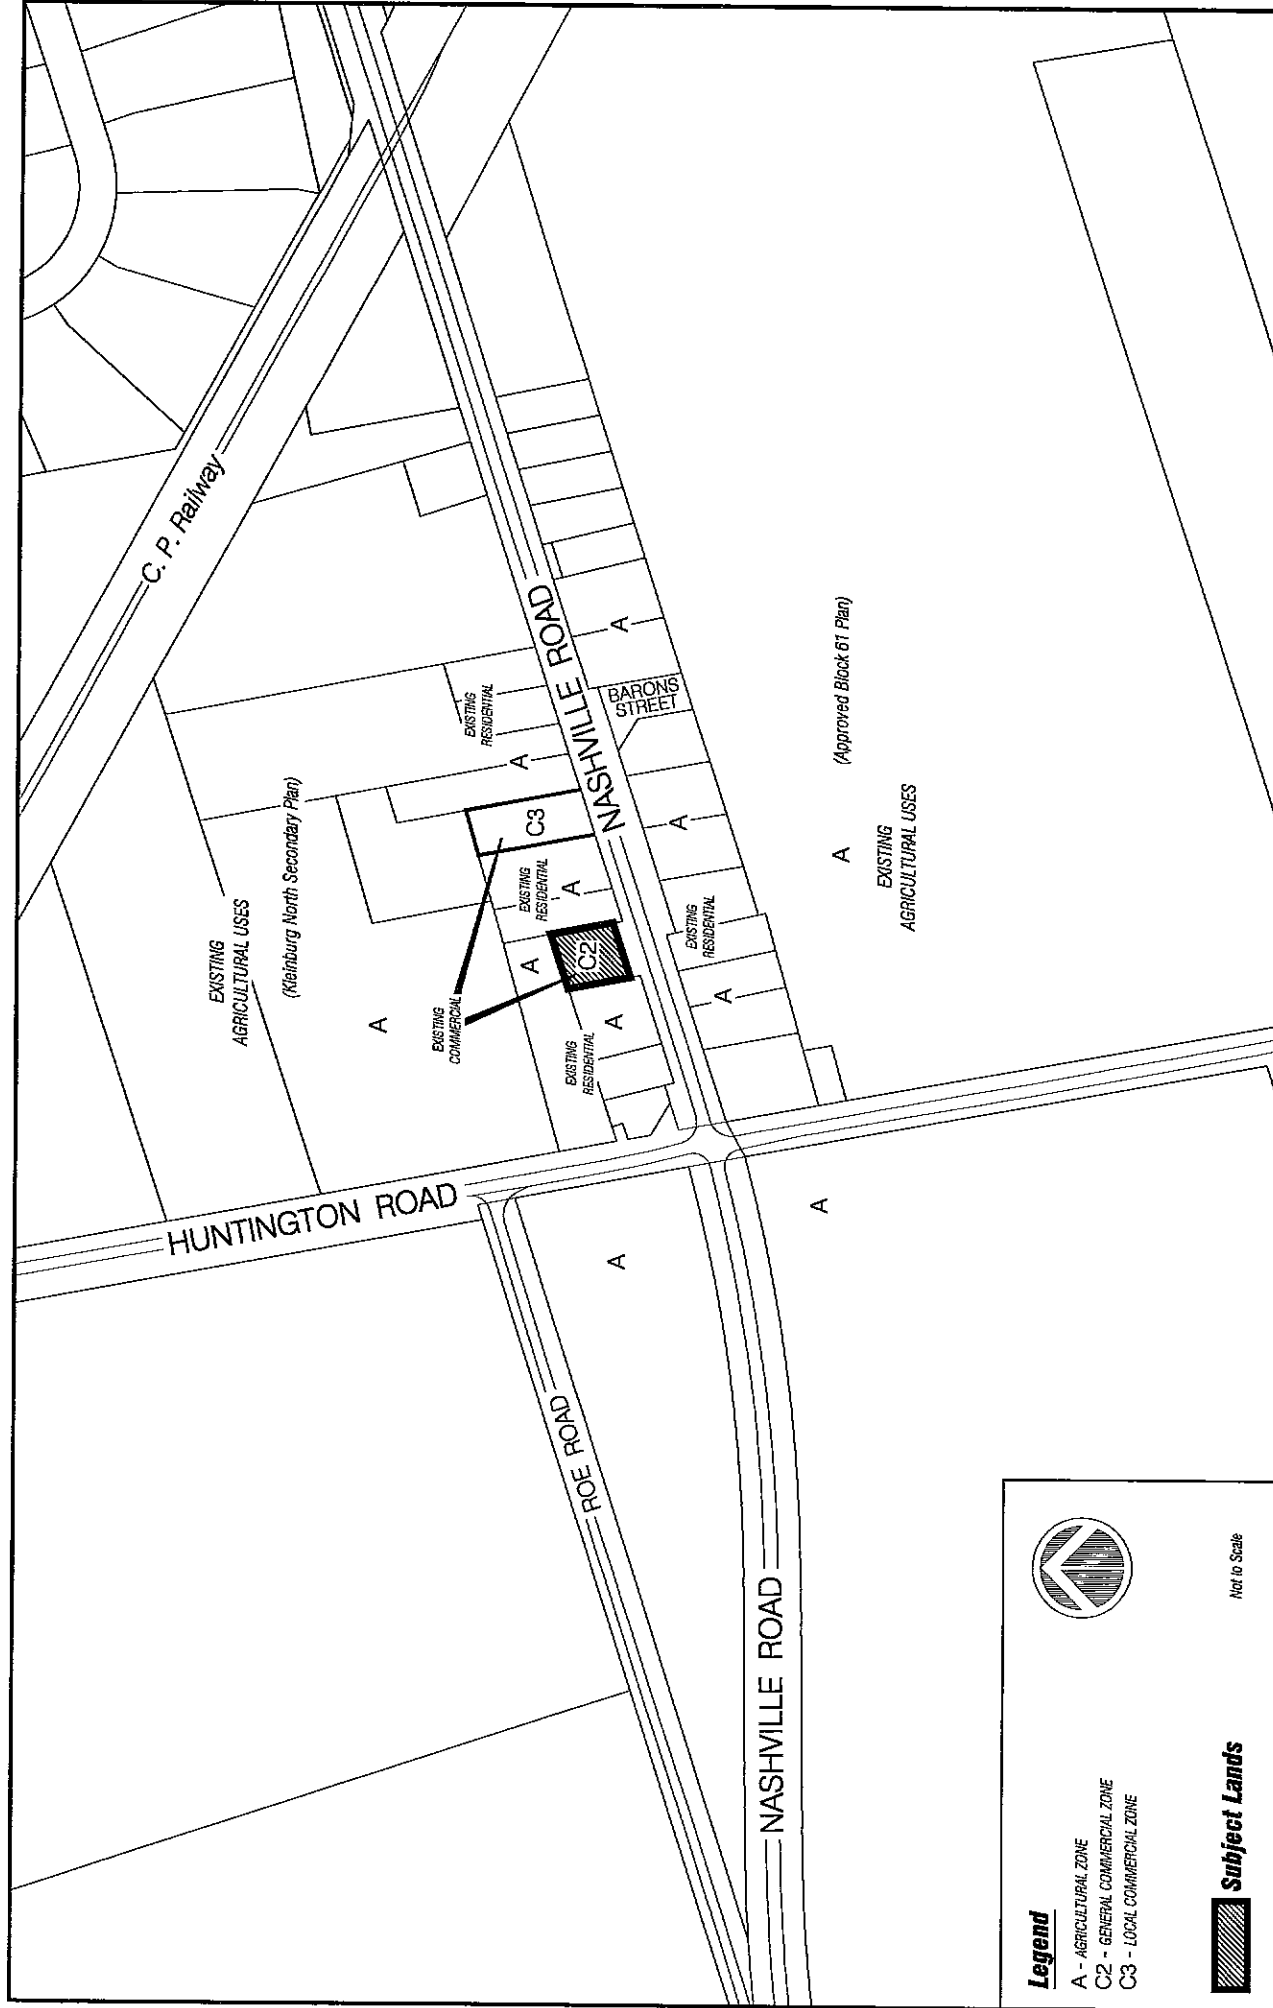 C. P. Railway
EXISTING
AGRICULTURAL USES
(Kleinburg North Secondary Plan)
A
EXISTING
COMMERCIAL
EXISTING
RESIDENTIAL
A
C3
EXISTING
RESIDENTIAL
A
A
C2
EXISTING
RESIDENTIAL
A
NASHVILLE ROAD
BARONS
STREET
A
A
EXISTING
RESIDENTIAL
A
A
(Approved Block 61 Plan)
EXISTING
AGRICULTURAL USES
HUNTINGTON ROAD
A
A
ROE ROAD
NASHVILLE ROAD
Legend
A - AGRICULTURAL ZONE
C2 - GENERAL COMMERCIAL ZONE
C3 - LOCAL COMMERCIAL ZONE
Subject Lands
Not to Scale